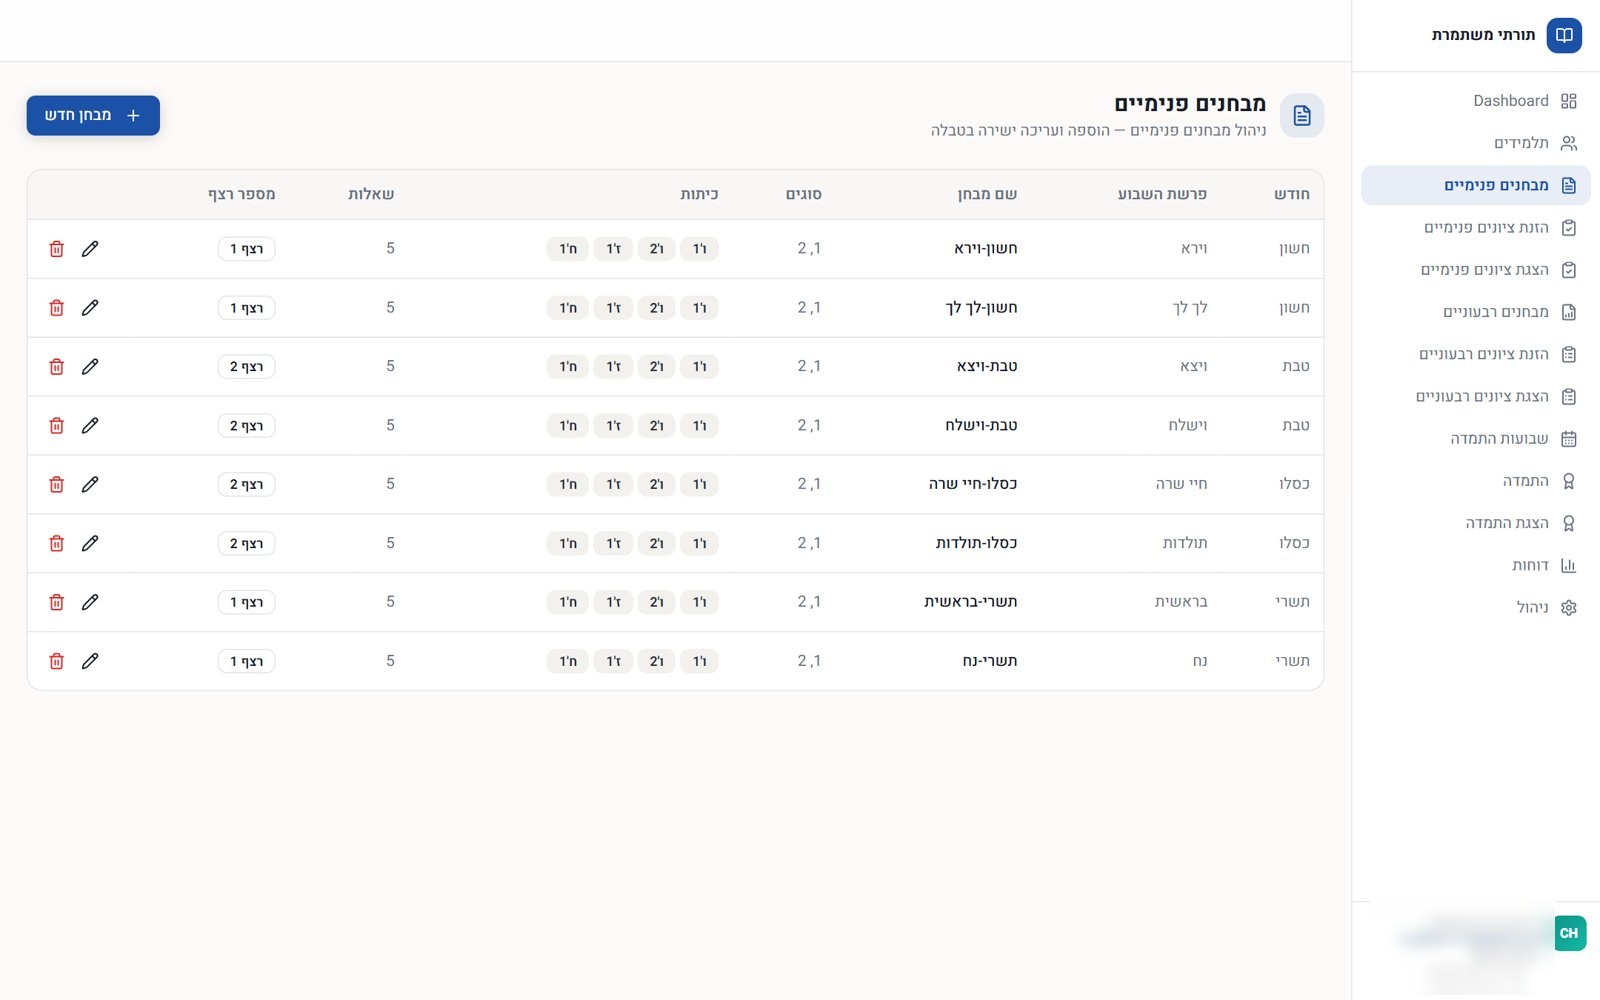 תורתי משתמרת
Dashboard
תלמידים
מבחנים פנימיים
הזנת ציונים פנימיים
הצגת ציונים פנימיים
מבחנים רבעוניים
הזנת ציונים רבעוניים
הצגת ציונים רבעוניים
שבועות התמדה
התמדה
הצגת התמדה
דוחות
ניהול
CH
מבחנים פנימיים
ניהול מבחנים פנימיים — הוספה ועריכה ישירה בטבלה
מבחן חדש
חודש פרשת השבוע שם מבחן סוגים כיתות שאלות מספר רצף
חשון וירא חשון-וירא 1, 2 ו'1 ו'2 ז'1 ח'1 5 רצף 1
חשון לך לך חשון-לך לך 1, 2 ו'1 ו'2 ז'1 ח'1 5 רצף 1
טבת ויצא טבת-ויצא 1, 2 ו'1 ו'2 ז'1 ח'1 5 רצף 2
טבת וישלח טבת-וישלח 1, 2 ו'1 ו'2 ז'1 ח'1 5 רצף 2
כסלו חיי שרה כסלו-חיי שרה 1, 2 ו'1 ו'2 ז'1 ח'1 5 רצף 2
כסלו תולדות כסלו-תולדות 1, 2 ו'1 ו'2 ז'1 ח'1 5 רצף 2
תשרי בראשית תשרי-בראשית 1, 2 ו'1 ו'2 ז'1 ח'1 5 רצף 1
תשרי נח תשרי-נח 1, 2 ו'1 ו'2 ז'1 ח'1 5 רצף 1